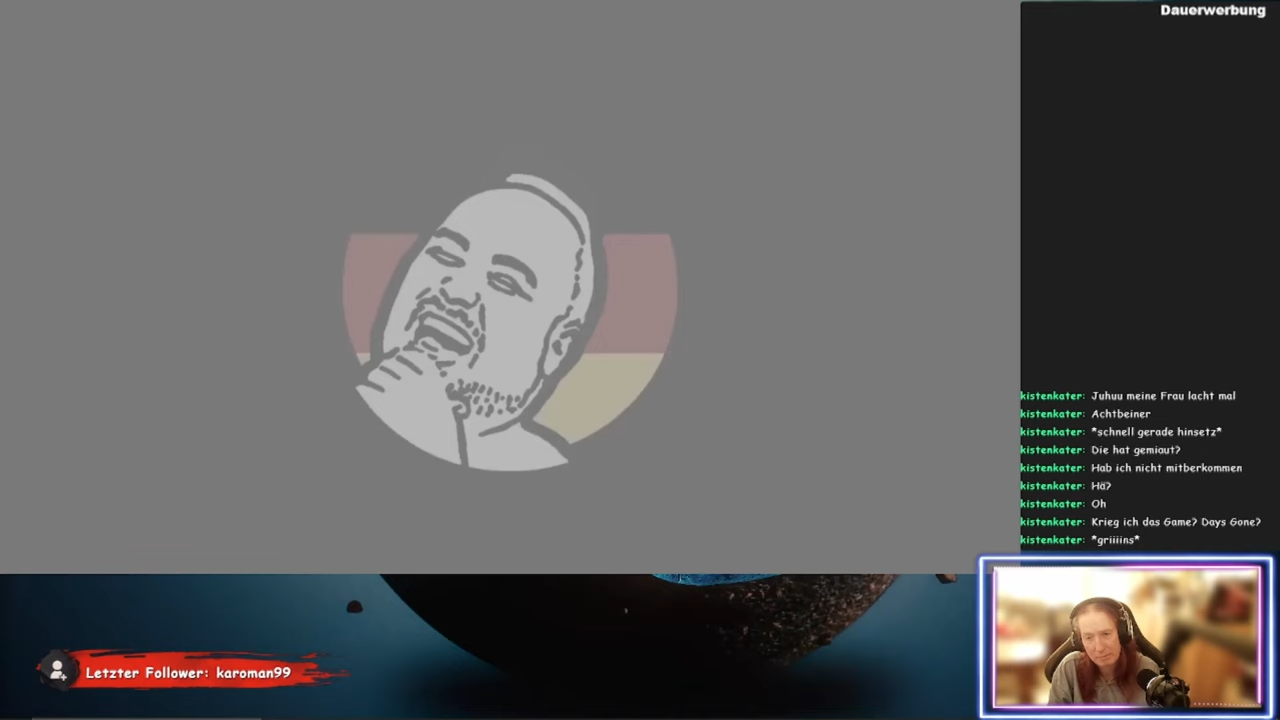 Dauerwerbung
kistenkater: Juhuu meine Frau lacht mal
kistenkater: Achtbeiner
kistenkater: *schnell gerade hinsetz*
kistenkater: Die hat gemiaut?
kistenkater: Hab ich nicht mitberkommen
kistenkater: Hä?
kistenkater: Oh
kistenkater: Krieg ich das Game? Days Gone?
kistenkater: *griiiins*
Letzter Follower: karoman99